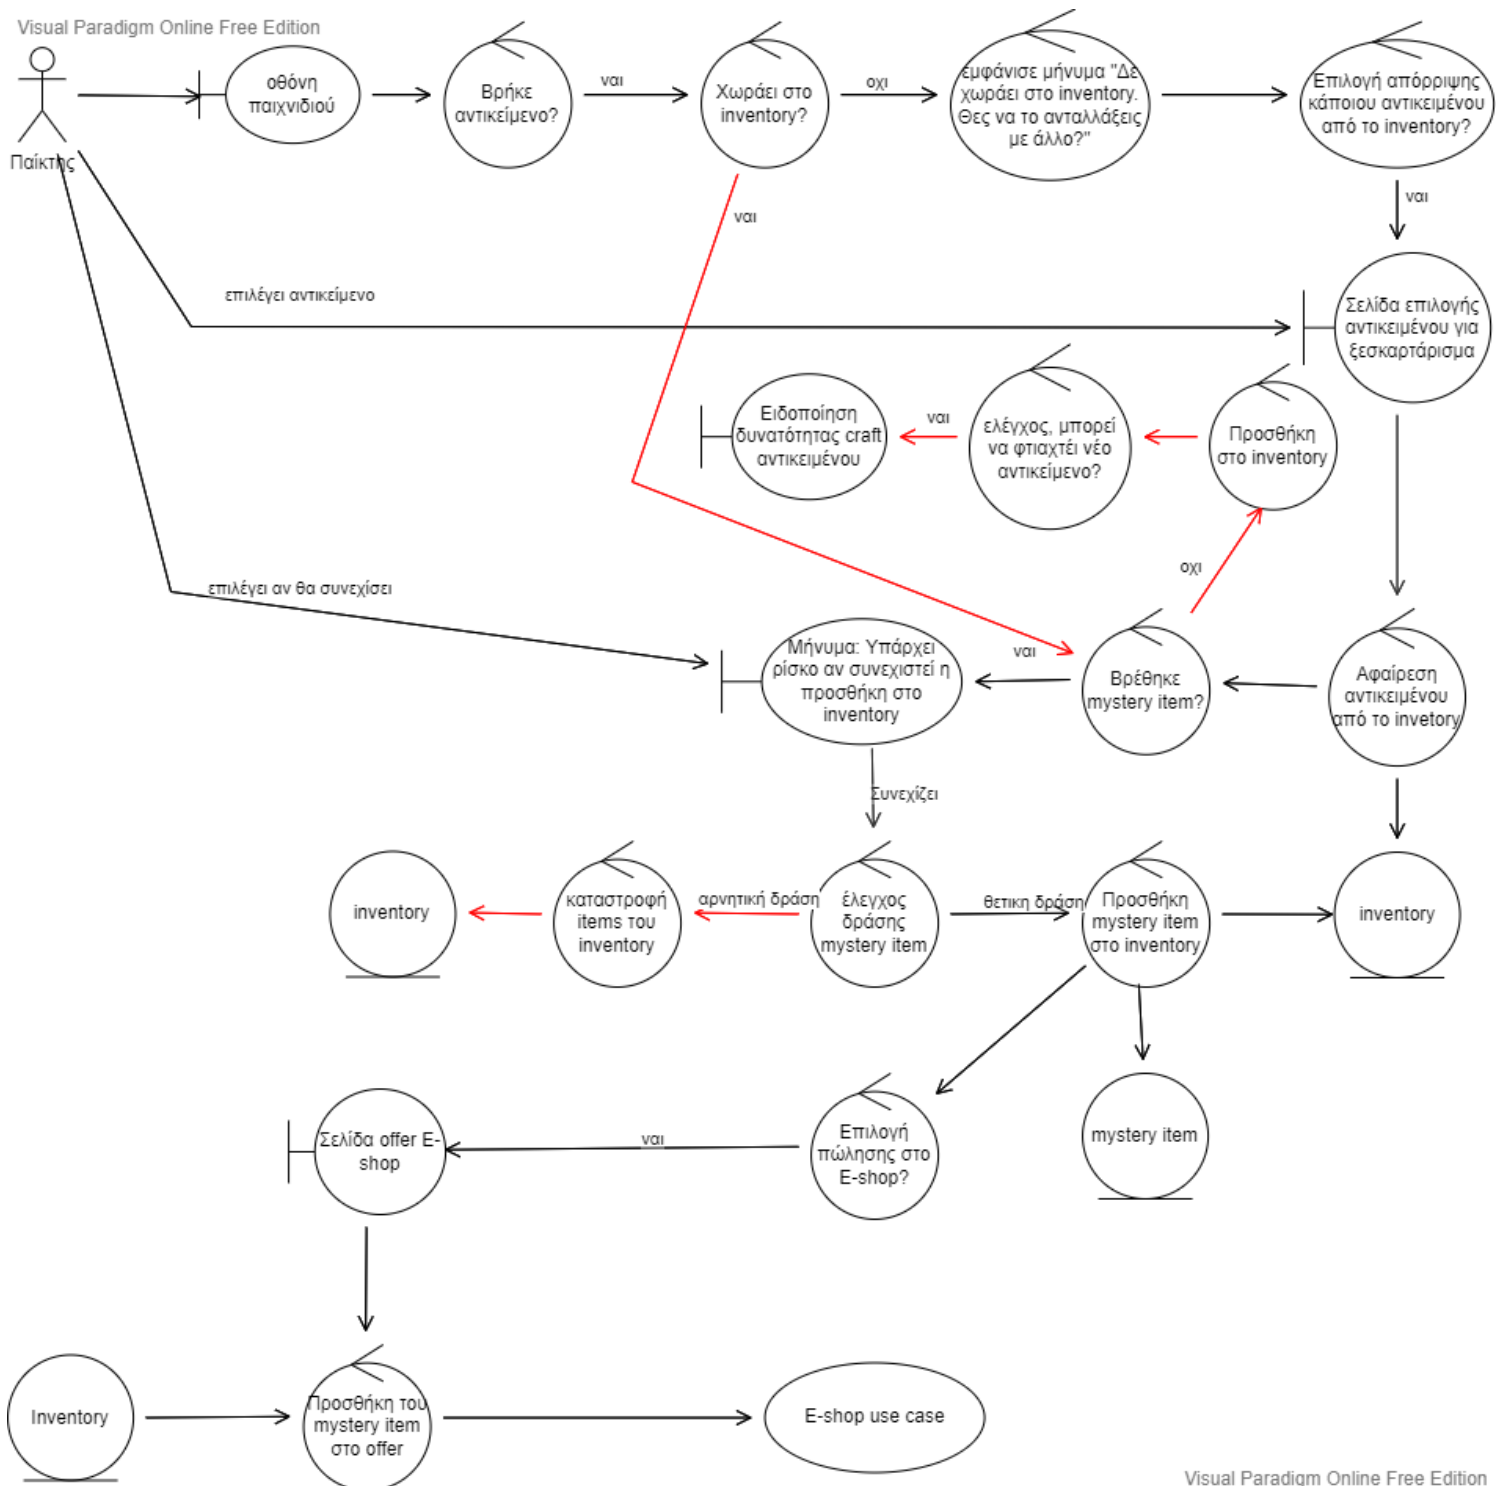 Visual Paradigm Online Free Edition
οθόνη
παιχνιδιού
Βρήκε
αντικείμενο?
ναι
Χωράει στο
inventory?
οχι
εμφάνισε μήνυμα "Δε
χωράει στο inventory.
Θες να το ανταλλάξεις
με άλλο?"
Επιλογή απόρριψης
κάποιου αντικειμένου
από το inventory?
Παίκτης
ναι
ναι
επιλέγει αντικείμενο
Σελίδα επιλογής
αντικειμένου για
ξεσκαρτάρισμα
Ειδοποίηση
δυνατότητας craft
αντικειμένου
ναι
ελέγχος, μπορεί
να φτιαχτέι νέο
αντικείμενο?
Προσθήκη
στο inventory
οχι
επιλέγει αν θα συνεχίσει
Μήνυμα: Υπάρχει
ρίσκο αν συνεχιστεί η
προσθήκη στο
inventory
ναι
Βρέθηκε
mystery item?
Αφαίρεση
αντικειμένου
από το invetory
Συνεχίζει
inventory
καταστροφή
items του
inventory
αρνητική δράση
έλεγχος
δράσης
mystery item
θετικη δράση
Προσθήκη
mystery item
στο inventory
inventory
Σελίδα offer E-
shop
ναι
Επιλογή
πώλησης στο
E-shop?
mystery item
Inventory
Προσθήκη του
mystery item
στο offer
E-shop use case
Visual Paradigm Online Free Edition